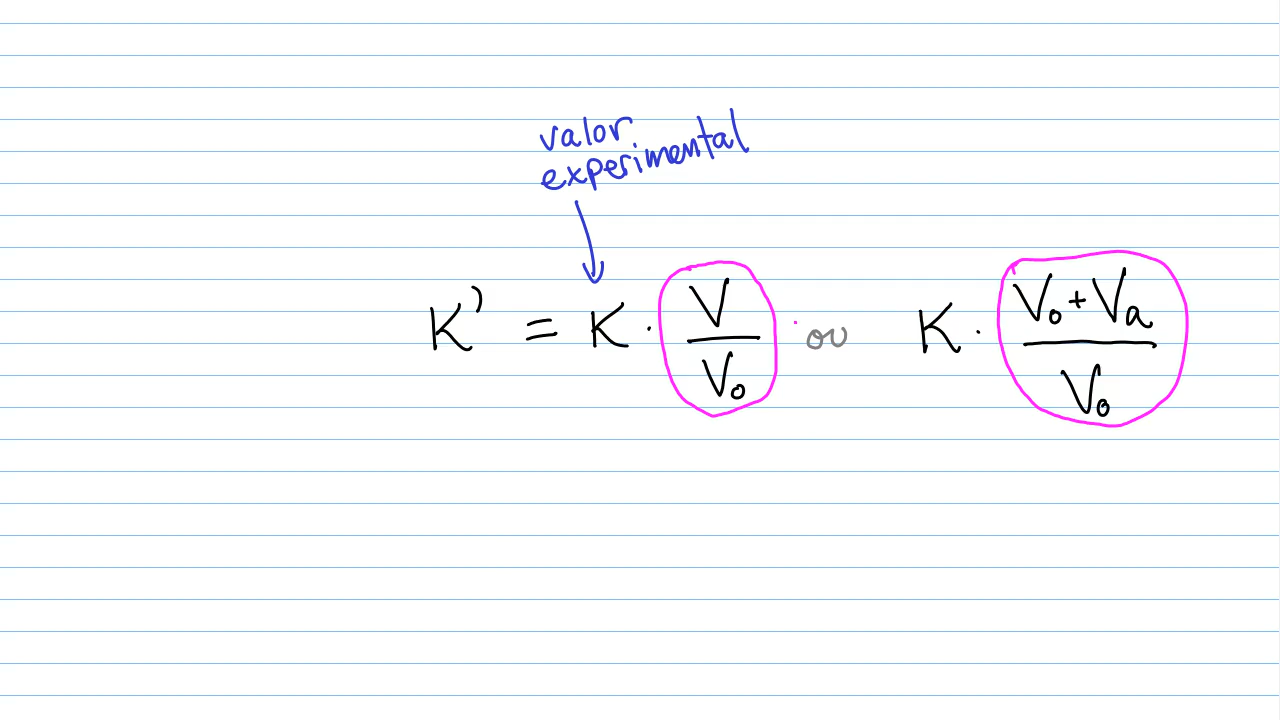 valor
experimental
K' = K · V/V₀ ou K · (V₀ + Vₐ)/V₀